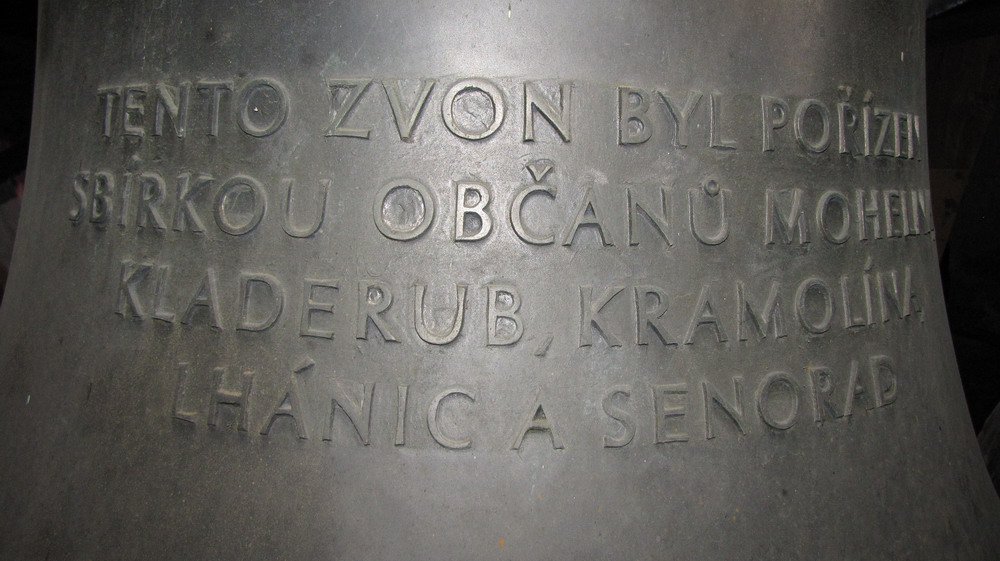 TENTO ZVON BYL POŘÍZEN
SBÍRKOU OBČANŮ MOHELNA
KLADERUB, KRAMOLÍNA,
LHÁNIC A SENORAD